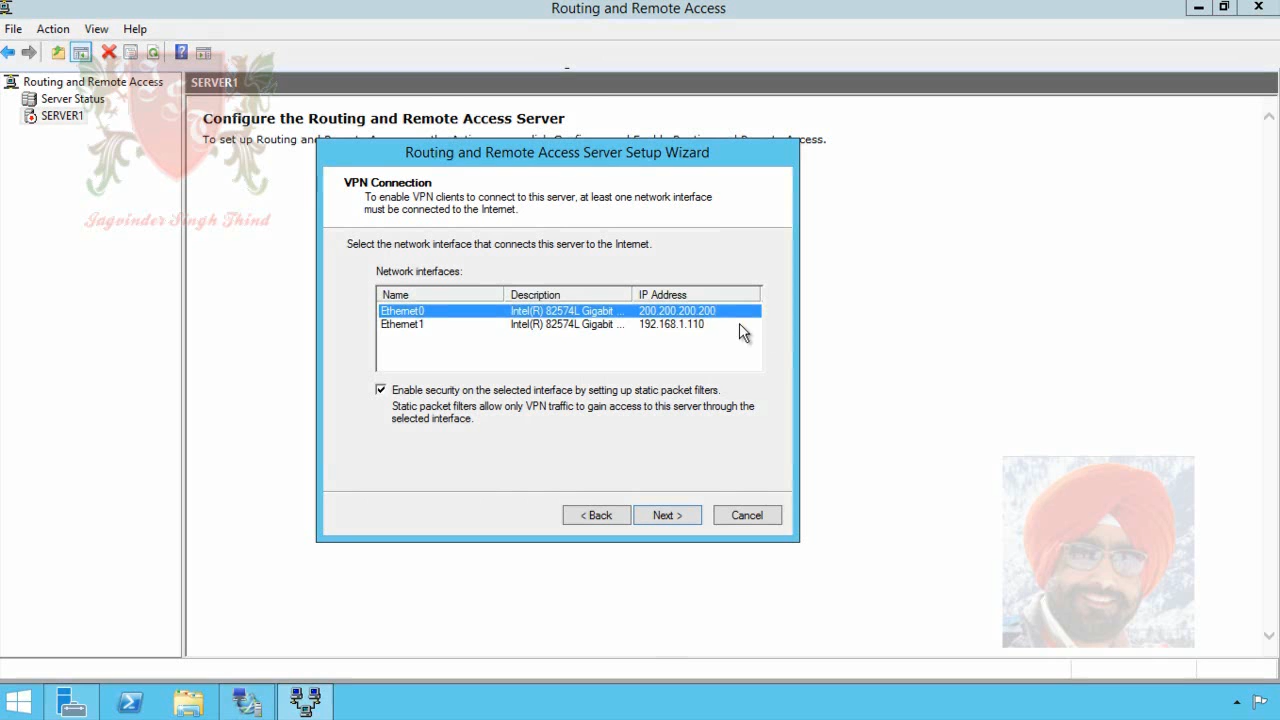 Routing and Remote Access
File Action View Help
Routing and Remote Access
Server Status
SERVER1
SERVER1
Configure the Routing and Remote Access Server
To set up Routing an
ccess.
Routing and Remote Access Server Setup Wizard
VPN Connection
To enable VPN clients to connect to this server, at least one network interface
must be connected to the Internet.
Select the network interface that connects this server to the Internet.
Network interfaces:
Name Description IP Address
Ethernet0 Intel(R) 82574L Gigabit ... 200.200.200.200
Ethernet1 Intel(R) 82574L Gigabit ... 192.168.1.110
Enable security on the selected interface by setting up static packet filters.
Static packet filters allow only VPN traffic to gain access to this server through the
selected interface.
< Back Next > Cancel
Jagvinder Singh Thind